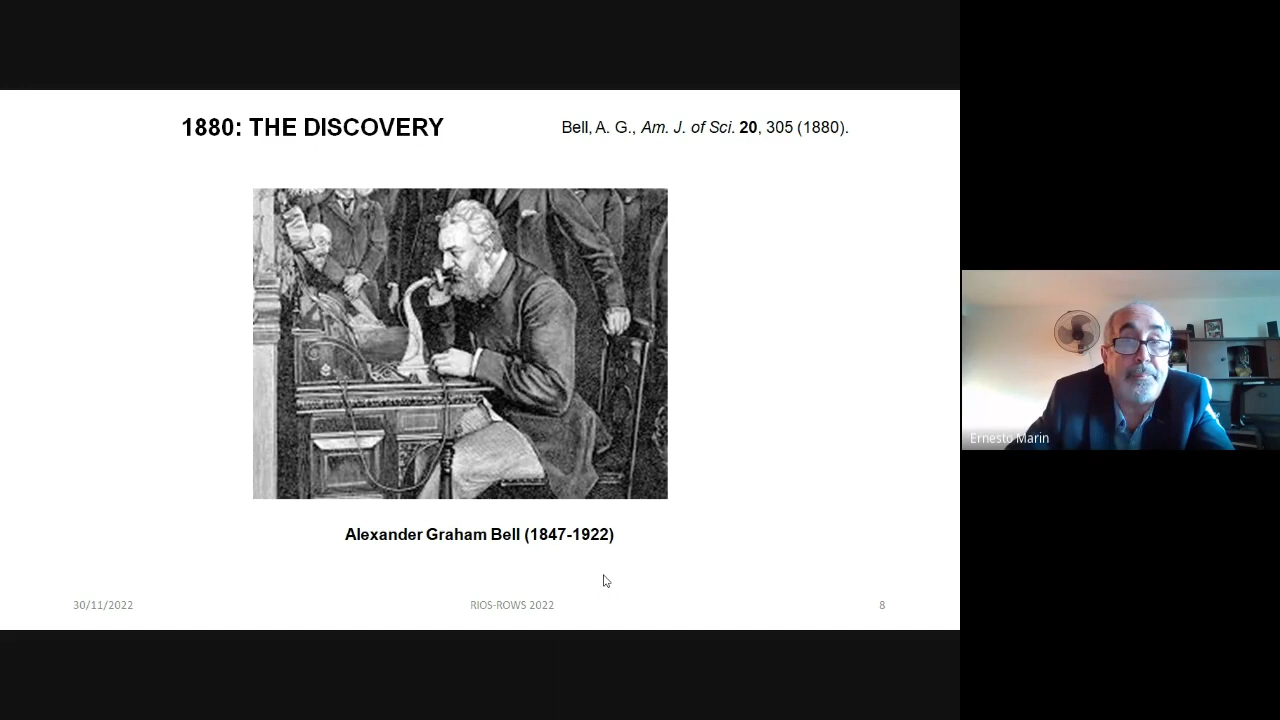 1880: THE DISCOVERY
Bell, A. G., Am. J. of Sci. 20, 305 (1880).
Alexander Graham Bell (1847-1922)
30/11/2022
RIOS-ROWS 2022
8
Ernesto Marin